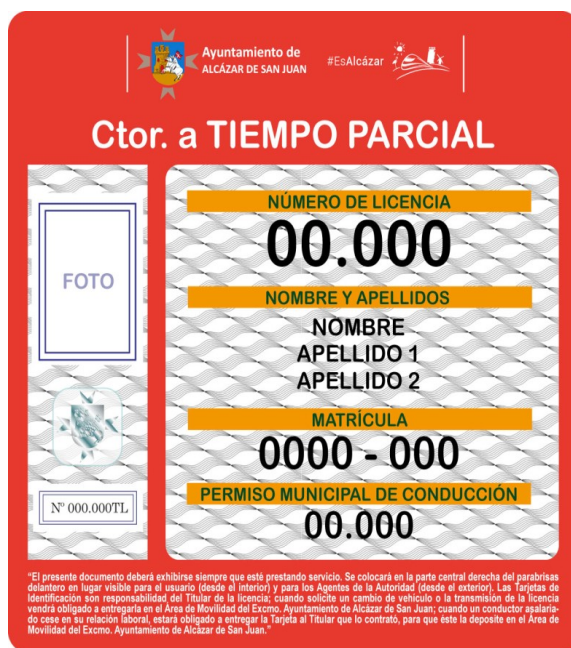 Ayuntamiento de
ALCÁZAR DE SAN JUAN
#EsAlcázar
Ctor. a TIEMPO PARCIAL
FOTO
Nº 000.000TL
NÚMERO DE LICENCIA
00.000
NOMBRE Y APELLIDOS
NOMBRE
APELLIDO 1
APELLIDO 2
MATRÍCULA
0000 - 000
PERMISO MUNICIPAL DE CONDUCCIÓN
00.000
"El presente documento deberá exhibirse siempre que esté prestando servicio. Se colocará en la parte central derecha del parabrisas
delantero en lugar visible para el usuario (desde el interior) y para los Agentes de la Autoridad (desde el exterior). Las Tarjetas de
Identificación son responsabilidad del Titular de la licencia; cuando solicite un cambio de vehículo o la transmisión de la licencia
vendrá obligado a entregarla en el Área de Movilidad del Excmo. Ayuntamiento de Alcázar de San Juan; cuando un conductor asalaria-
do cese en su relación laboral, estará obligado a entregar la Tarjeta al Titular que lo contrató, para que éste la deposite en el Área de
Movilidad del Excmo. Ayuntamiento de Alcázar de San Juan."